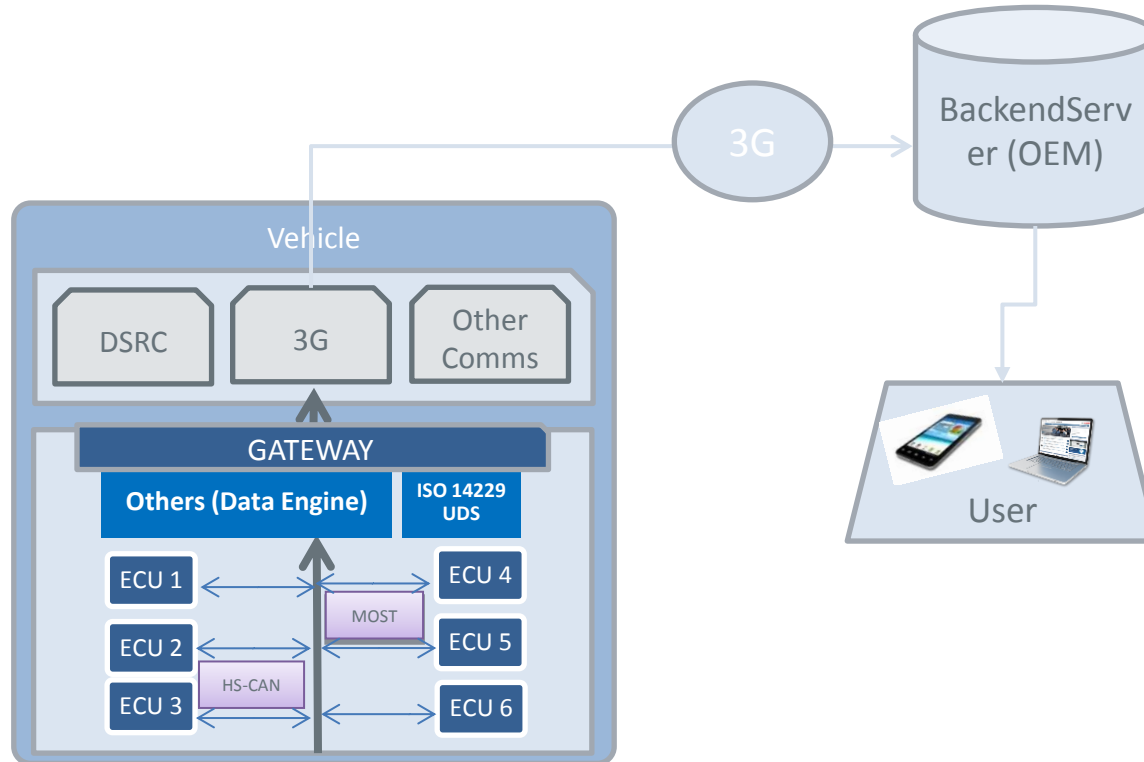 3G
BackendServ
er (OEM)
Vehicle
DSRC
3G
Other
Comms
GATEWAY
Others (Data Engine)
ISO 14229
UDS
ECU 1
ECU 4
MOST
ECU 2
ECU 5
HS-CAN
ECU 3
ECU 6
User